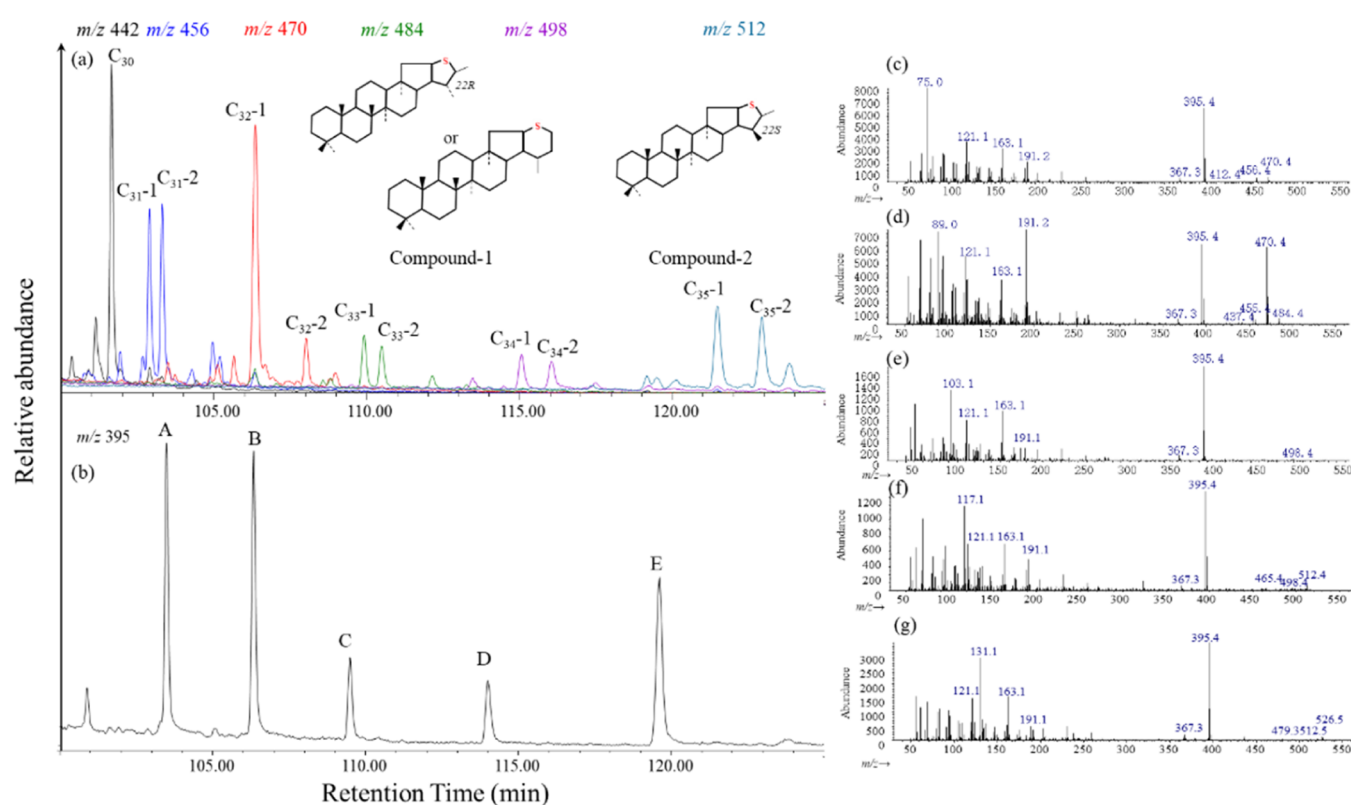 m/z 442 m/z 456 m/z 470 m/z 484 m/z 498 m/z 512
(a)
C30
C31-1
C31-2
C32-1
C32-2
C33-1
C33-2
C34-1
C34-2
C35-1
C35-2
S
22R
or
S
Compound-1
S
22S
Compound-2
105.00 110.00 115.00 120.00
Relative abundance
m/z 395
(b)
A
B
C
D
E
105.00 110.00 115.00 120.00
Retention Time (min)
(c)
Abundance
8000
7000
6000
5000
4000
3000
2000
1000
0
75.0
121.1
163.1
191.2
367.3
395.4
412.4
456.4
470.4
m/z→
50 100 150 200 250 300 350 400 450 500 550
(d)
Abundance
7000
6000
5000
4000
3000
2000
1000
0
89.0
121.1
163.1
191.2
367.3
395.4
437.4
455.4
470.4
484.4
m/z→
50 100 150 200 250 300 350 400 450 500 550
(e)
Abundance
1600
1400
1200
1000
800
600
400
200
0
103.1
121.1
163.1
191.1
367.3
395.4
498.4
m/z→
50 100 150 200 250 300 350 400 450 500 550
(f)
Abundance
1200
1000
800
600
400
200
0
117.1
121.1
163.1
191.1
367.3
395.4
465.4
498.4
512.4
m/z→
50 100 150 200 250 300 350 400 450 500 550
(g)
Abundance
3000
2500
2000
1500
1000
500
0
121.1
131.1
163.1
191.1
367.3
395.4
479.3
512.5
526.5
m/z→
50 100 150 200 250 300 350 400 450 500 550